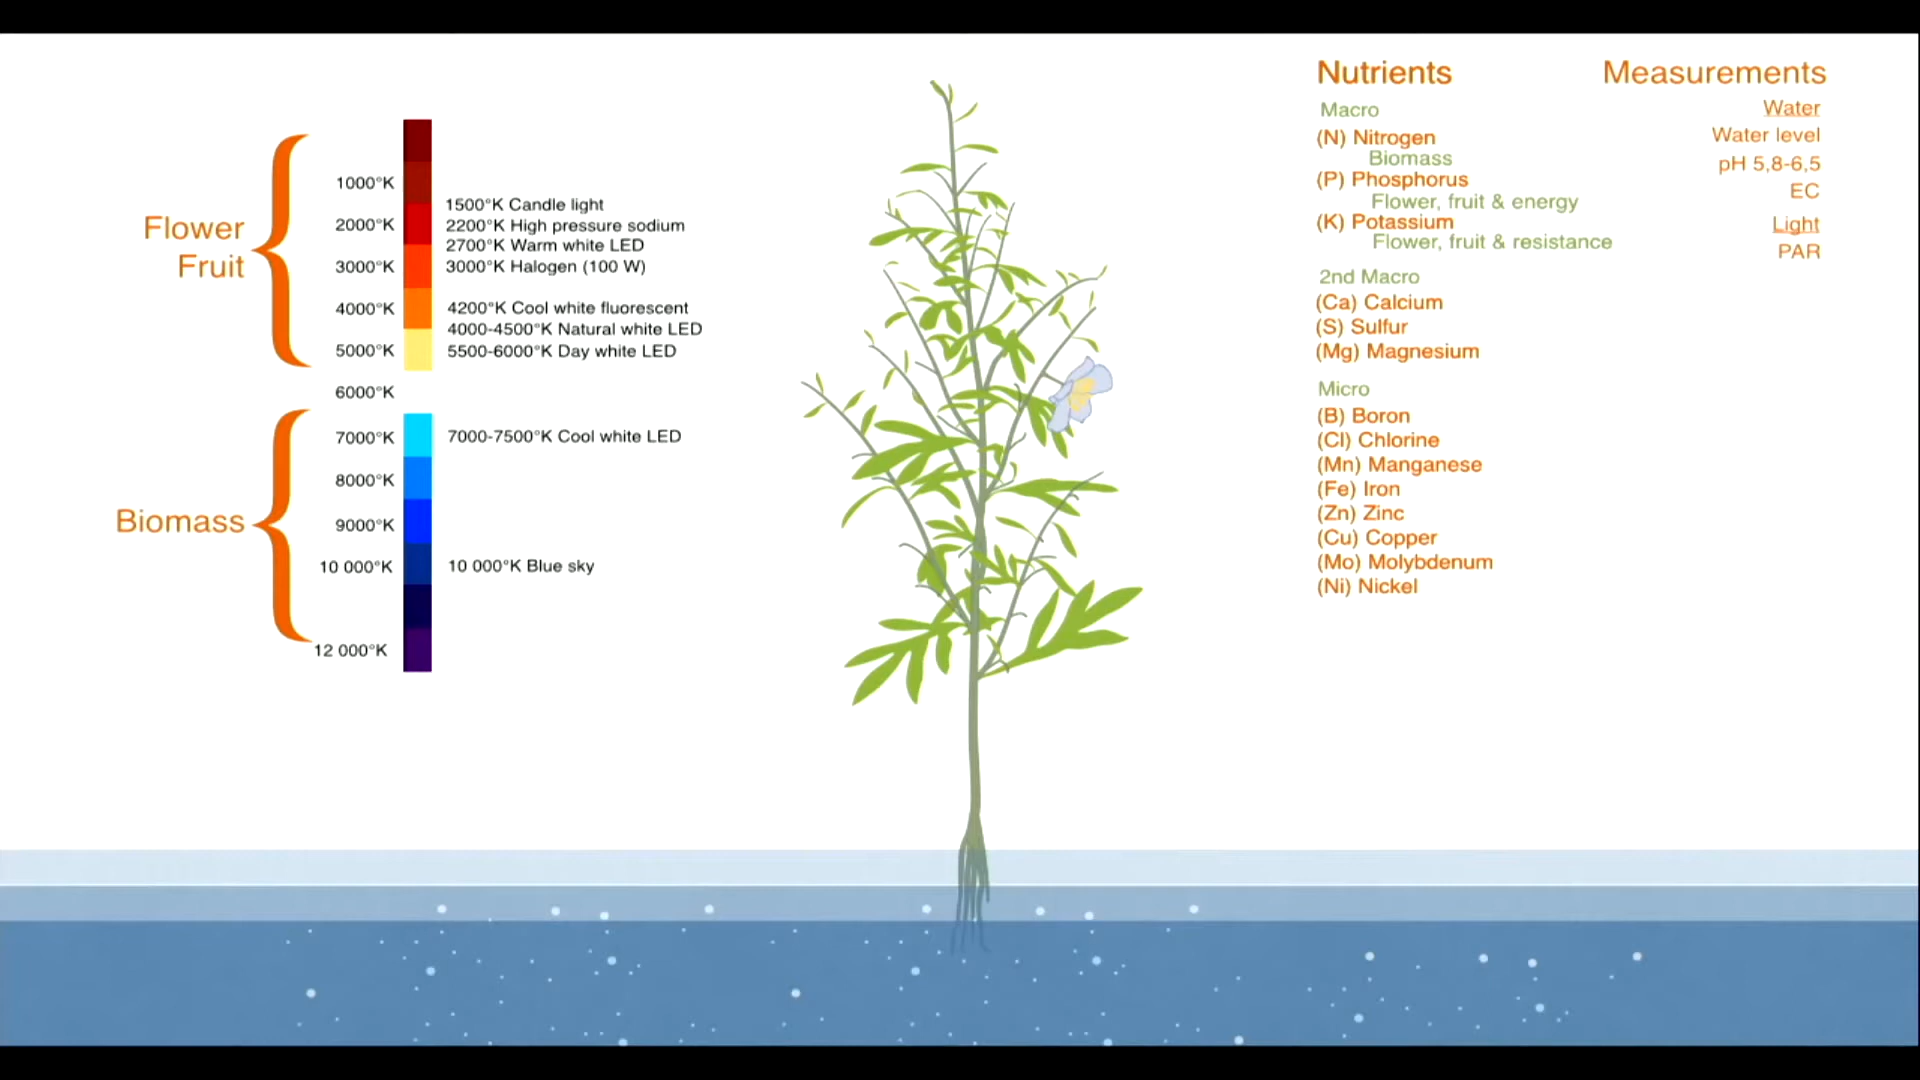 Flower
Fruit
Biomass
1000°K
2000°K
3000°K
4000°K
5000°K
6000°K
7000°K
8000°K
9000°K
10 000°K
12 000°K
1500°K Candle light
2200°K High pressure sodium
2700°K Warm white LED
3000°K Halogen (100 W)
4200°K Cool white fluorescent
4000-4500°K Natural white LED
5500-6000°K Day white LED
7000-7500°K Cool white LED
10 000°K Blue sky
Nutrients
Macro
(N) Nitrogen
Biomass
(P) Phosphorus
Flower, fruit & energy
(K) Potassium
Flower, fruit & resistance
2nd Macro
(Ca) Calcium
(S) Sulfur
(Mg) Magnesium
Micro
(B) Boron
(Cl) Chlorine
(Mn) Manganese
(Fe) Iron
(Zn) Zinc
(Cu) Copper
(Mo) Molybdenum
(Ni) Nickel
Measurements
Water
Water level
pH 5,8-6,5
EC
Light
PAR